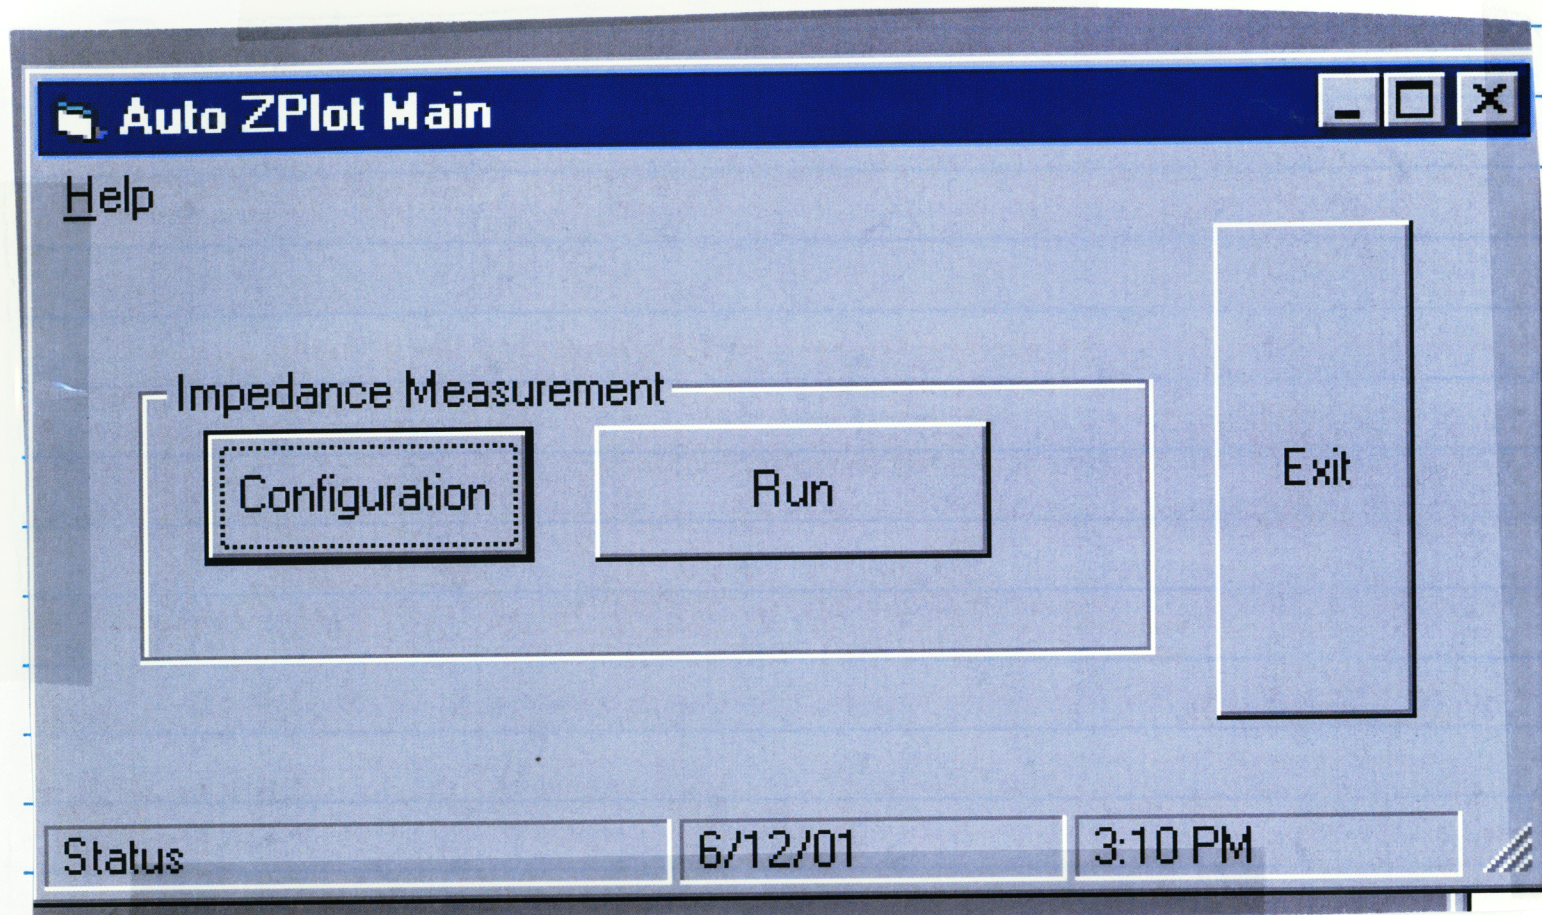 Auto ZPlot Main
Help
Impedance Measurement
Configuration
Run
Exit
Status
6/12/01
3:10 PM